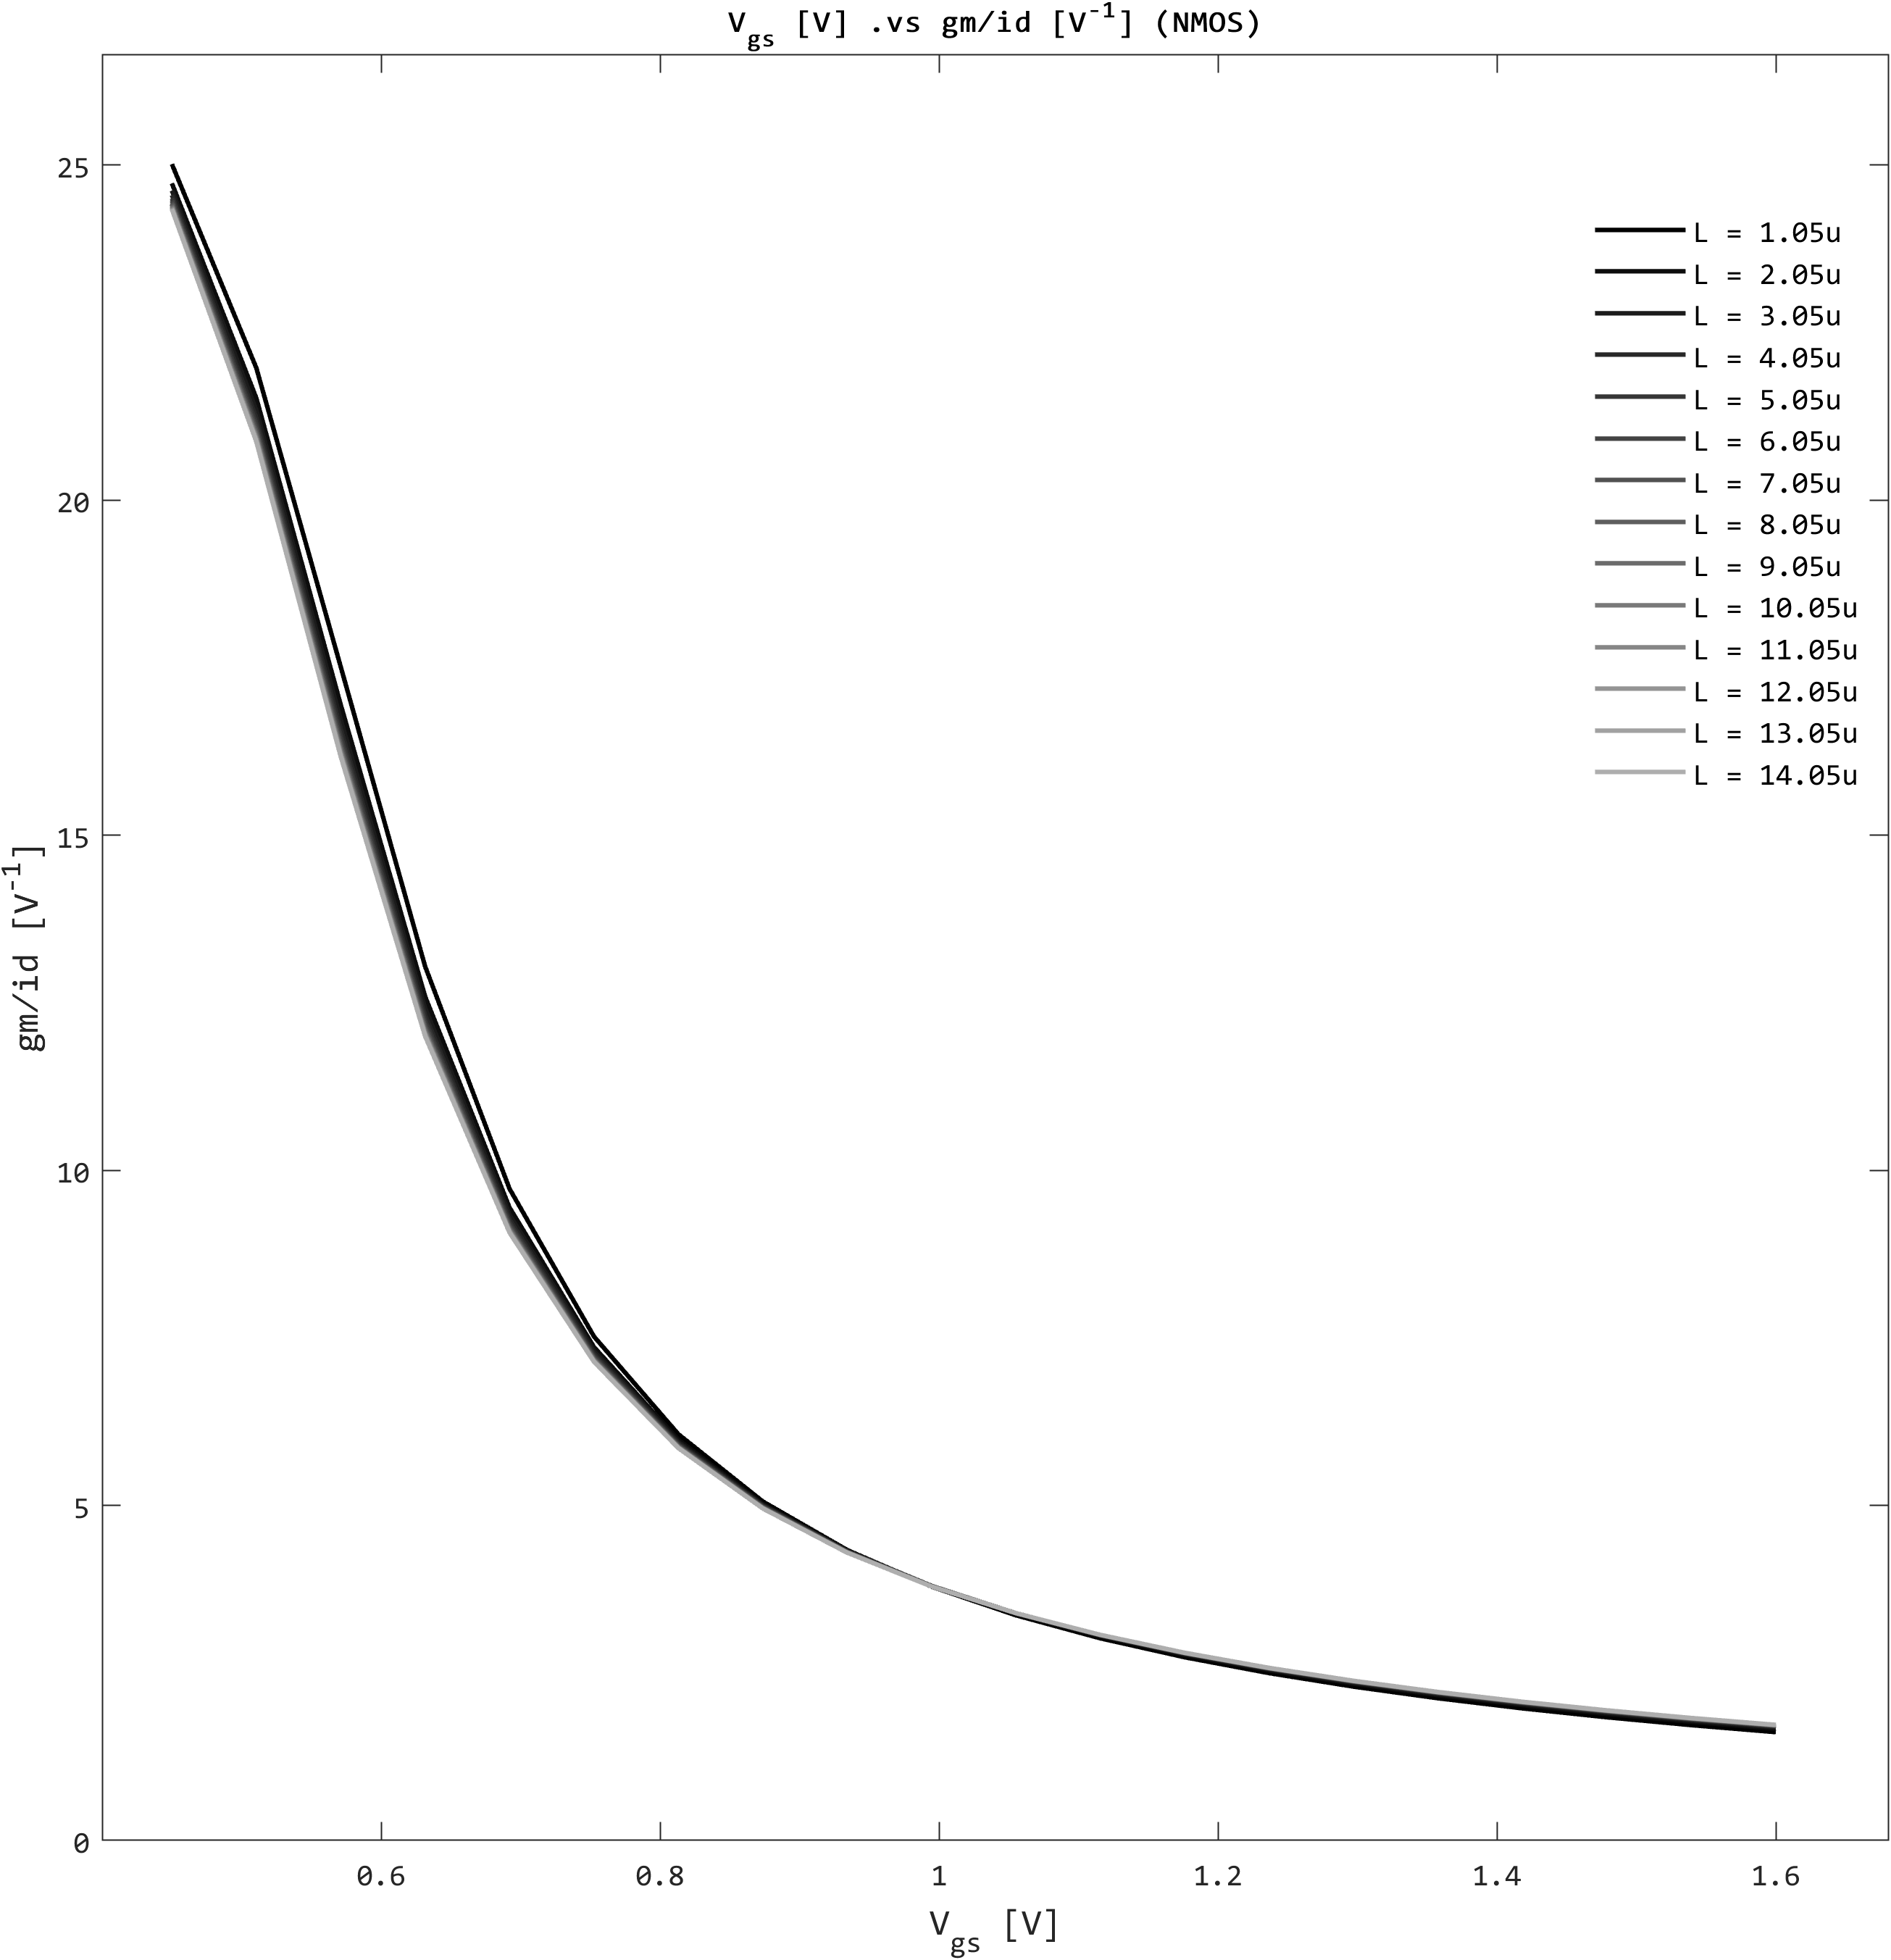 V_gs [V] .vs gm/id [V^-1] (NMOS)
25
20
15
10
5
0
gm/id [V^-1]
L = 1.05u
L = 2.05u
L = 3.05u
L = 4.05u
L = 5.05u
L = 6.05u
L = 7.05u
L = 8.05u
L = 9.05u
L = 10.05u
L = 11.05u
L = 12.05u
L = 13.05u
L = 14.05u
0.6 0.8 1 1.2 1.4 1.6
V_gs [V]